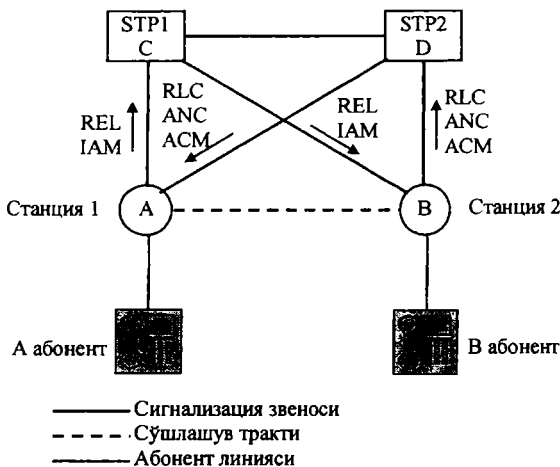 STP1
C
STP2
D
RLC
ANC
ACM
REL
IAM
REL
IAM
RLC
ANC
ACM
Станция 1
A
B
Станция 2
А абонент
В абонент
Сигнализация звеноси
Сўшлашув тракти
Абонент линияси